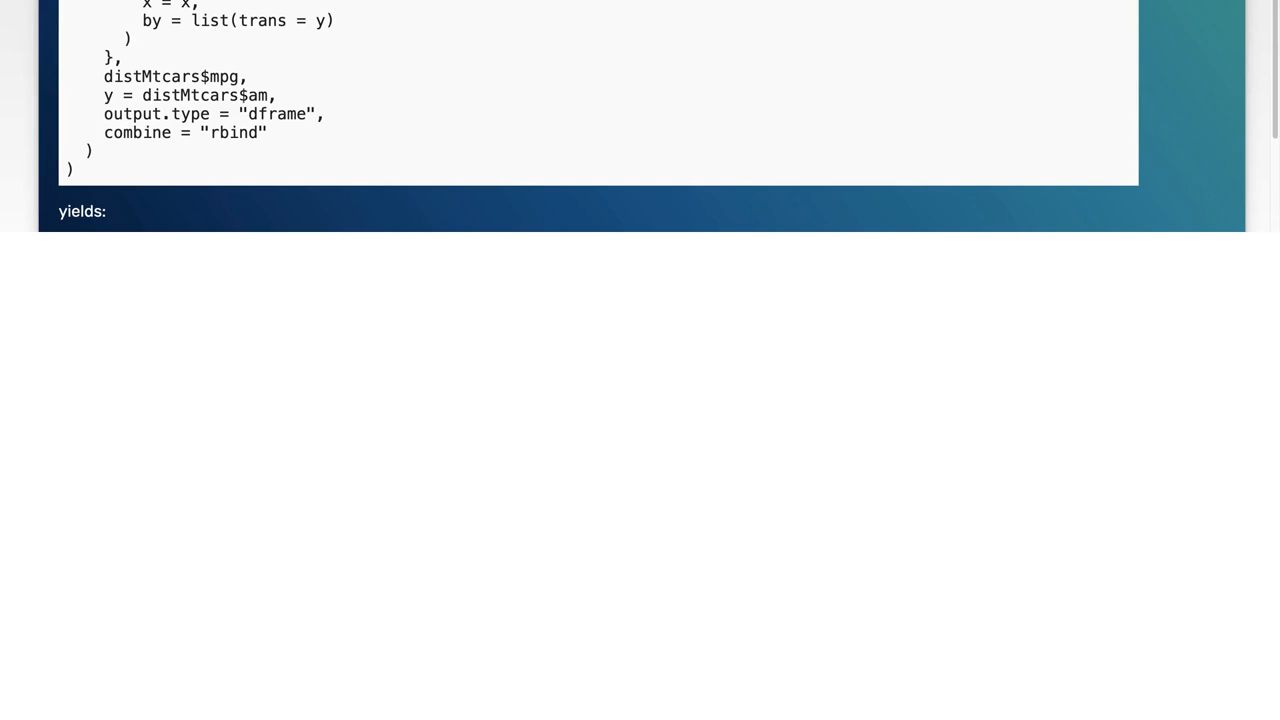 x = x,
by = list(trans = y)
)
},
distMtcars$mpg,
y = distMtcars$am,
output.type = "dframe",
combine = "rbind"
)
)
yields: